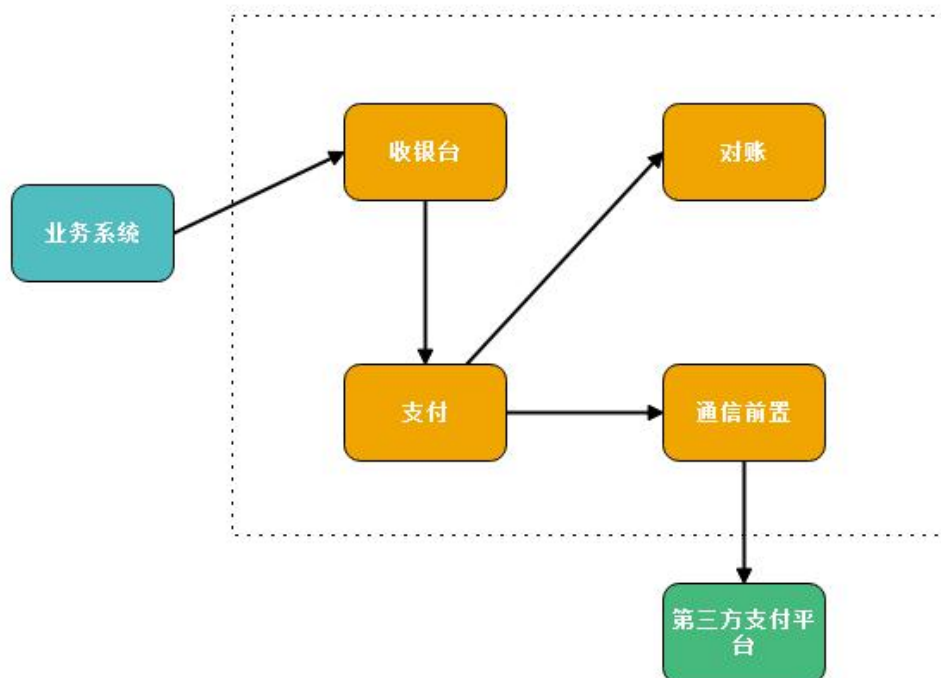 收银台
对账
业务系统
支付
通信前置
第三方支付平
台